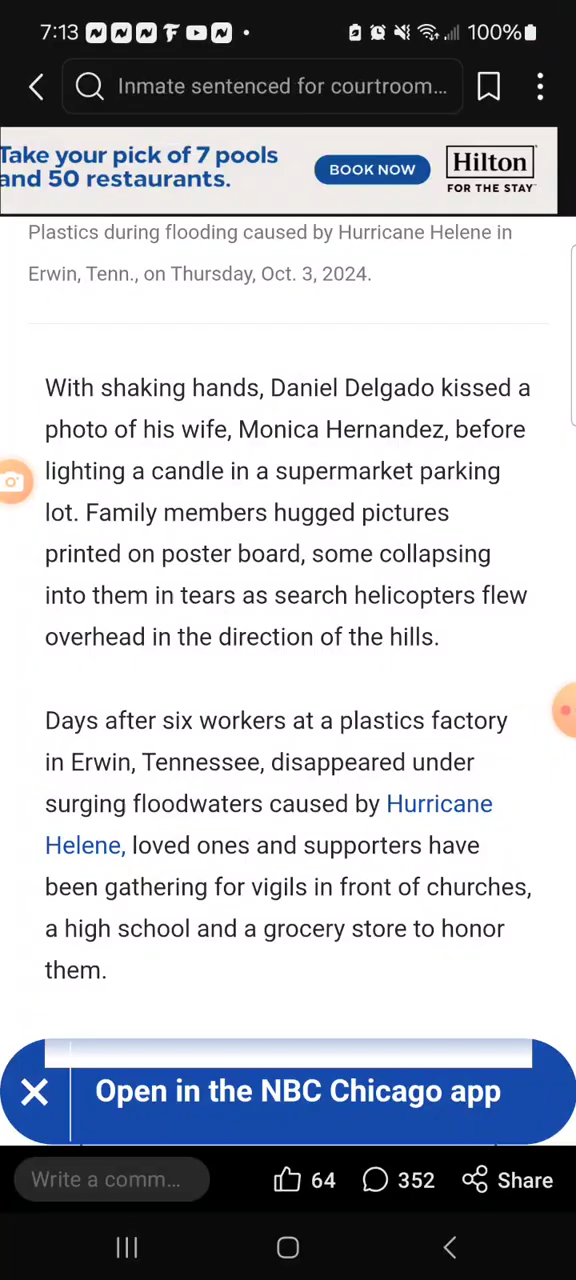 7:13
100%
Inmate sentenced for courtroom...
Take your pick of 7 pools
and 50 restaurants.
BOOK NOW
Hilton
FOR THE STAY
Plastics during flooding caused by Hurricane Helene in
Erwin, Tenn., on Thursday, Oct. 3, 2024.
With shaking hands, Daniel Delgado kissed a
photo of his wife, Monica Hernandez, before
lighting a candle in a supermarket parking
lot. Family members hugged pictures
printed on poster board, some collapsing
into them in tears as search helicopters flew
overhead in the direction of the hills.
Days after six workers at a plastics factory
in Erwin, Tennessee, disappeared under
surging floodwaters caused by Hurricane
Helene, loved ones and supporters have
been gathering for vigils in front of churches,
a high school and a grocery store to honor
them.
Open in the NBC Chicago app
Write a comm...
64
352
Share